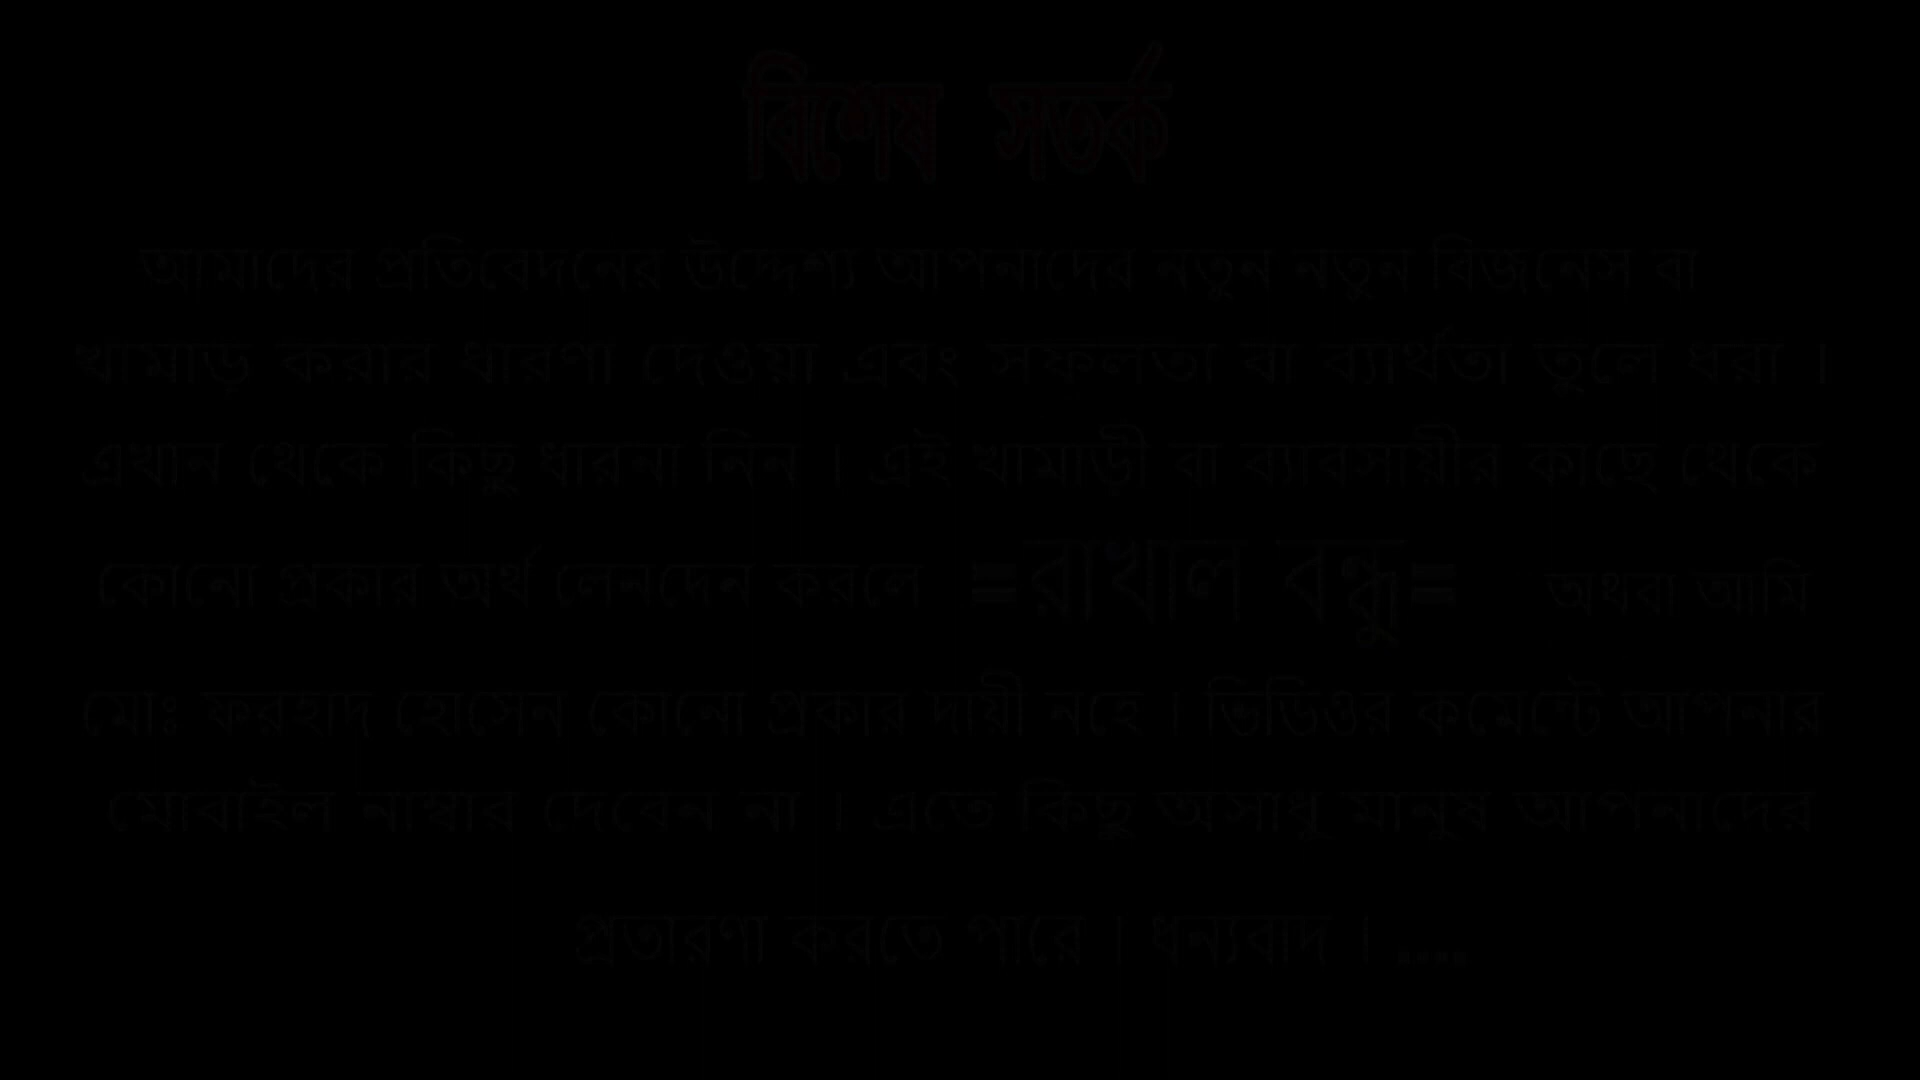 বিশেষ সতর্ক
আমাদের প্রতিবেদনের উদ্দেশ্য আপনাদের নতুন নতুন বিজনেস বা
খামাড় করার ধারণা দেওয়া এবং সফলতা বা ব্যার্থতা তুলে ধরা ।
এখান থেকে কিছু ধারনা নিন । এই খামাড়ী বা ব্যাবসায়ীর কাছে থেকে
কোনো প্রকার অর্থ লেনদেন করলে =রাখাল বন্ধু= অথবা আমি
মোঃ ফরহাদ হোসেন কোনো প্রকার দায়ী নহে । ভিডিওর কমেন্টে আপনার
মোবাইল নাম্বার দেবেন না । এতে কিছু অসাধু মানুষ আপনাদের
প্রতারণা করতে পারে । ধন্যবাদ । ....